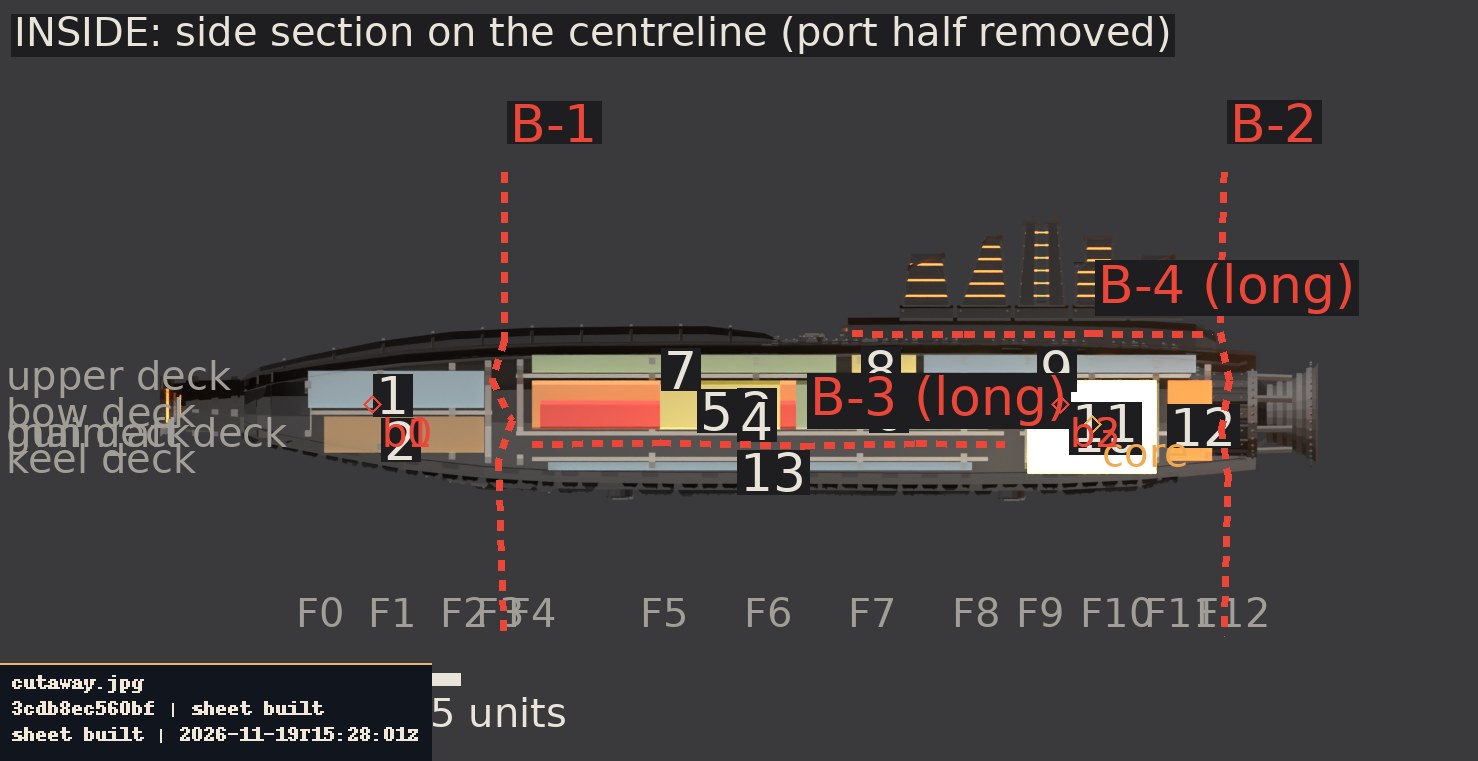 INSIDE: side section on the centreline (port half removed)
B-1
B-2
B-4 (long)
7
8
9
upper deck
1
B-3 (long)
bow deck
5
4
11
12
b2
2
core
keel deck
13
F0
F1
F2
F3
F4
F5
F6
F7
F8
F9
F10
F11
F12
cutaway.jpg
3cdb8ec560bf | sheet built
sheet built | 2026-11-19T15:28:01Z
5 units